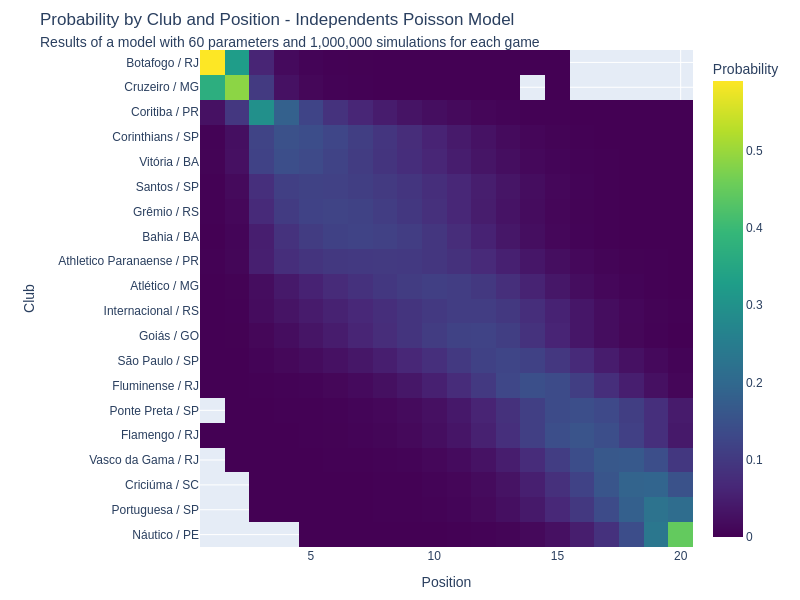 Probability by Club and Position - Independents Poisson Model
Results of a model with 60 parameters and 1,000,000 simulations for each game
Probability
Botafogo / RJ
Cruzeiro / MG
Coritiba / PR
Corinthians / SP
Vitória / BA
Santos / SP
Grêmio / RS
Bahia / BA
Athletico Paranaense / PR
Atlético / MG
Internacional / RS
Goiás / GO
São Paulo / SP
Fluminense / RJ
Ponte Preta / SP
Flamengo / RJ
Vasco da Gama / RJ
Criciúma / SC
Portuguesa / SP
Náutico / PE
Club
5
10
15
20
Position
0.5
0.4
0.3
0.2
0.1
0